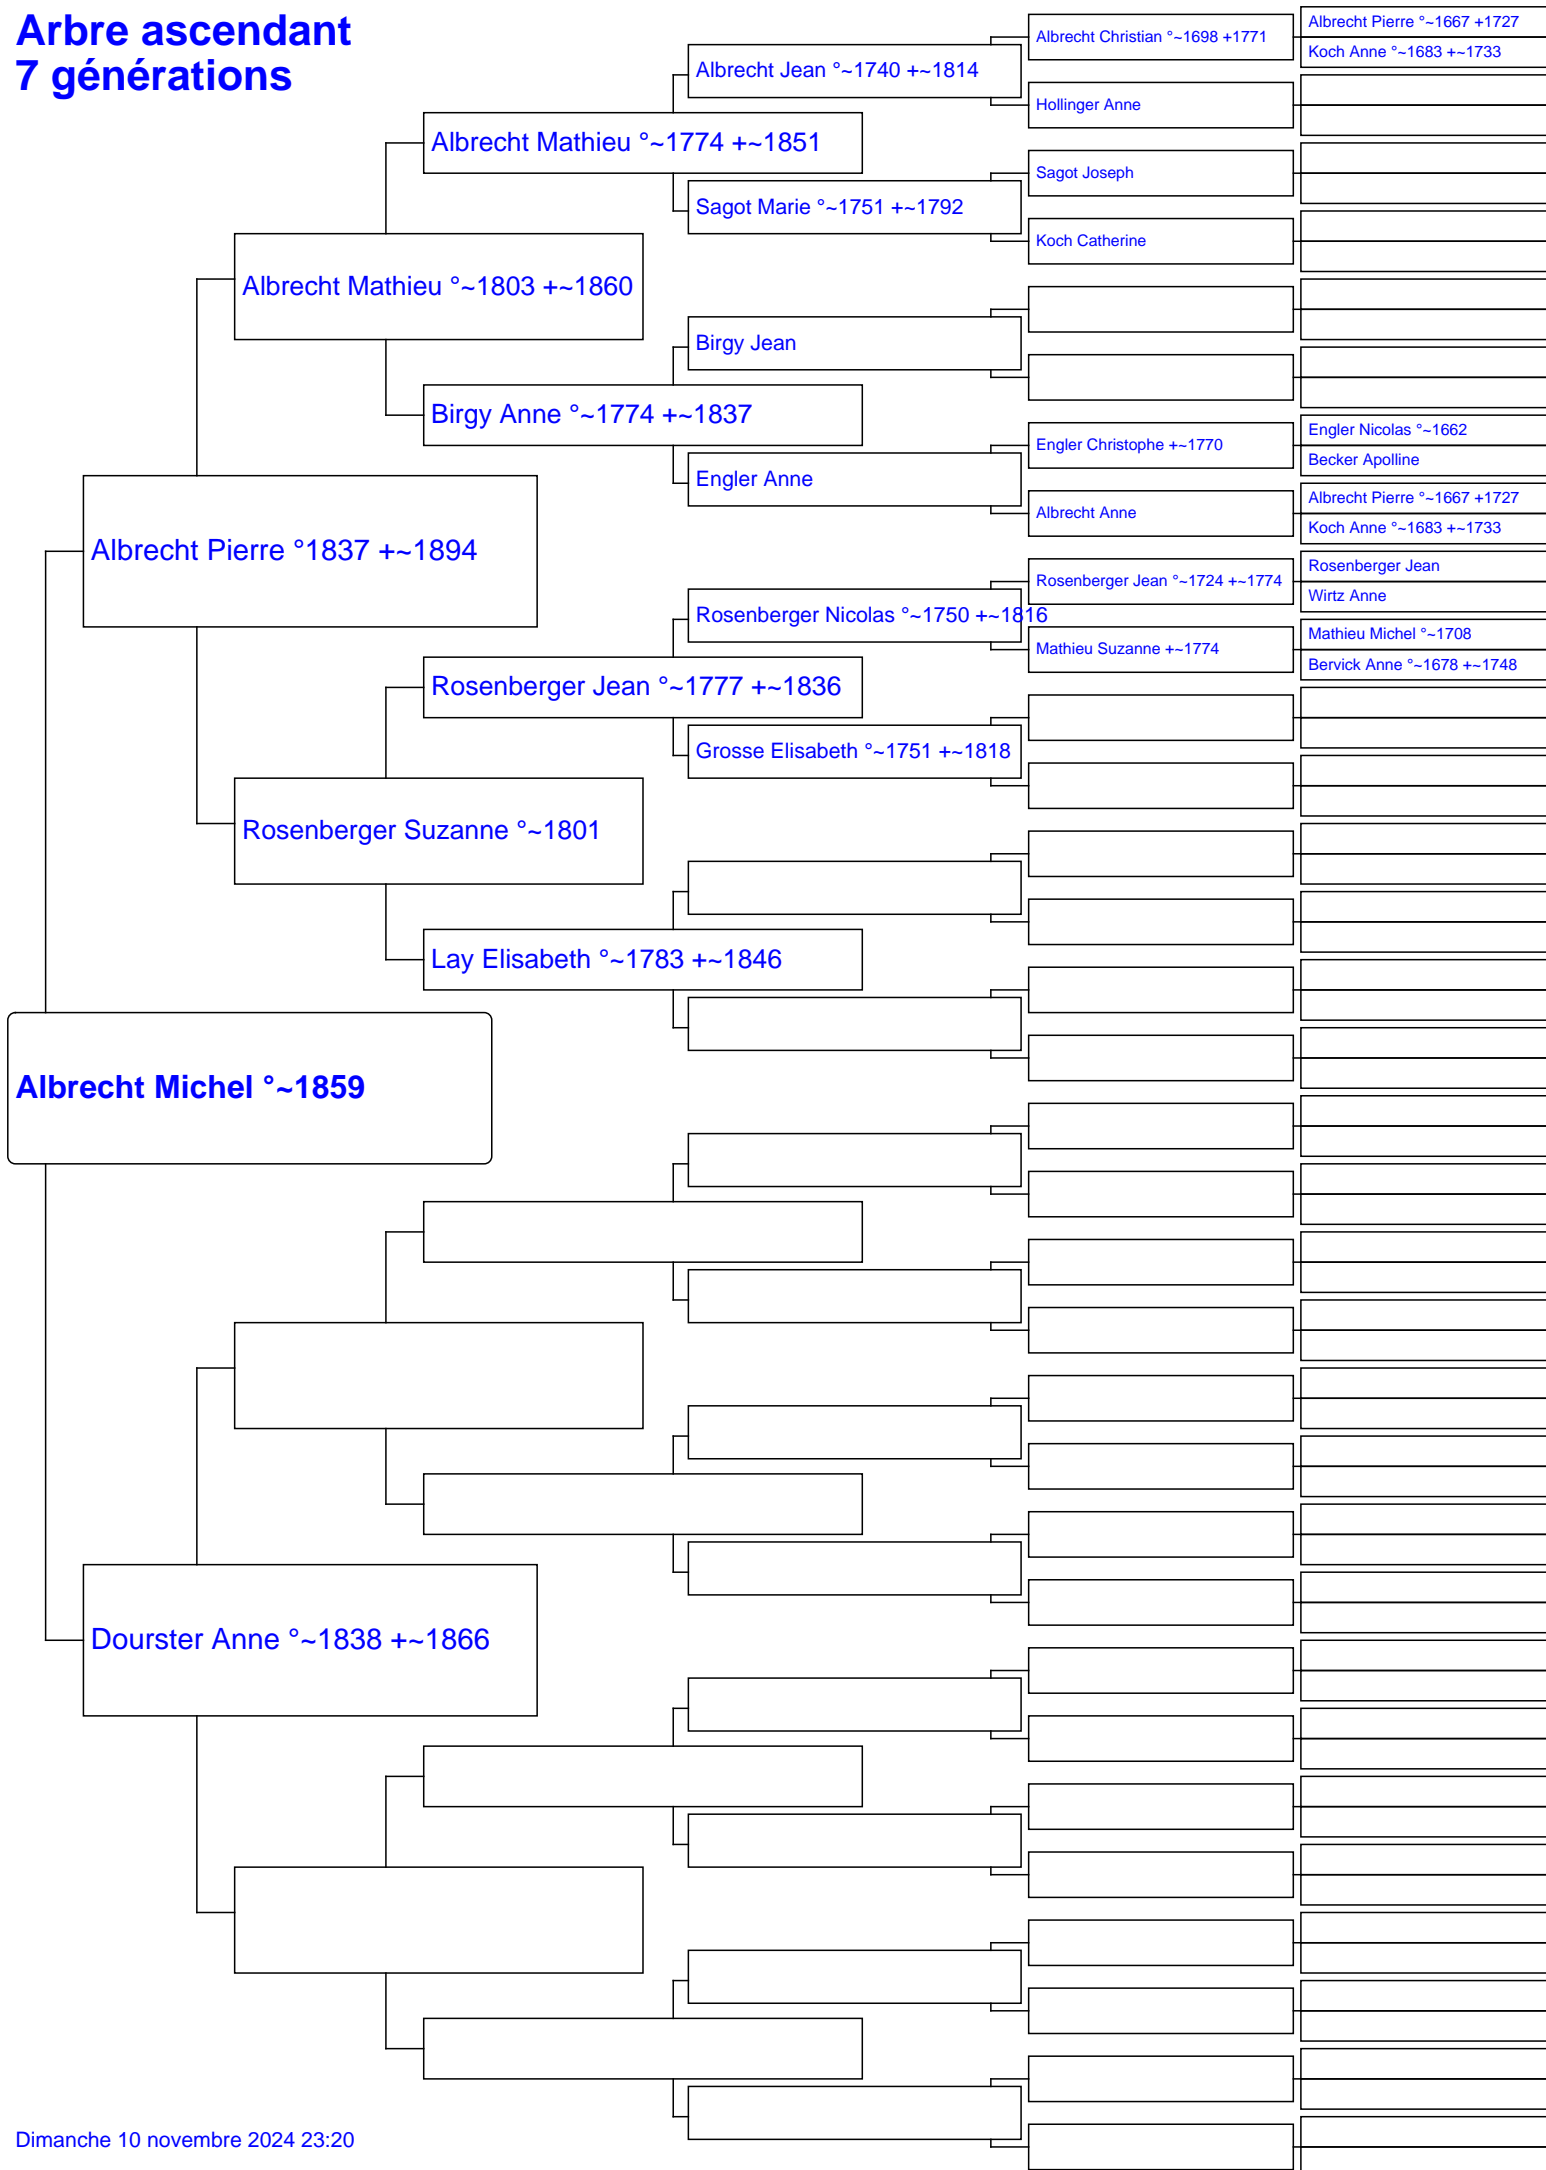 Arbre ascendant
7 générations
Albrecht Michel °~1859
Albrecht Pierre °1837 +~1894
Dourster Anne °~1838 +~1866
Albrecht Mathieu °~1803 +~1860
Rosenberger Suzanne °~1801
Albrecht Mathieu °~1774 +~1851
Birgy Anne °~1774 +~1837
Rosenberger Jean °~1777 +~1836
Lay Elisabeth °~1783 +~1846
Albrecht Jean °~1740 +~1814
Sagot Marie °~1751 +~1792
Birgy Jean
Engler Anne
Rosenberger Nicolas °~1750 +~1816
Grosse Elisabeth °~1751 +~1818
Albrecht Christian °~1698 +1771
Hollinger Anne
Sagot Joseph
Koch Catherine
Engler Christophe +~1770
Albrecht Anne
Rosenberger Jean °~1724 +~1774
Mathieu Suzanne +~1774
Albrecht Pierre °~1667 +1727
Koch Anne °~1683 +~1733
Engler Nicolas °~1662
Becker Apolline
Albrecht Pierre °~1667 +1727
Koch Anne °~1683 +~1733
Rosenberger Jean
Wirtz Anne
Mathieu Michel °~1708
Bervick Anne °~1678 +~1748
Dimanche 10 novembre 2024 23:20